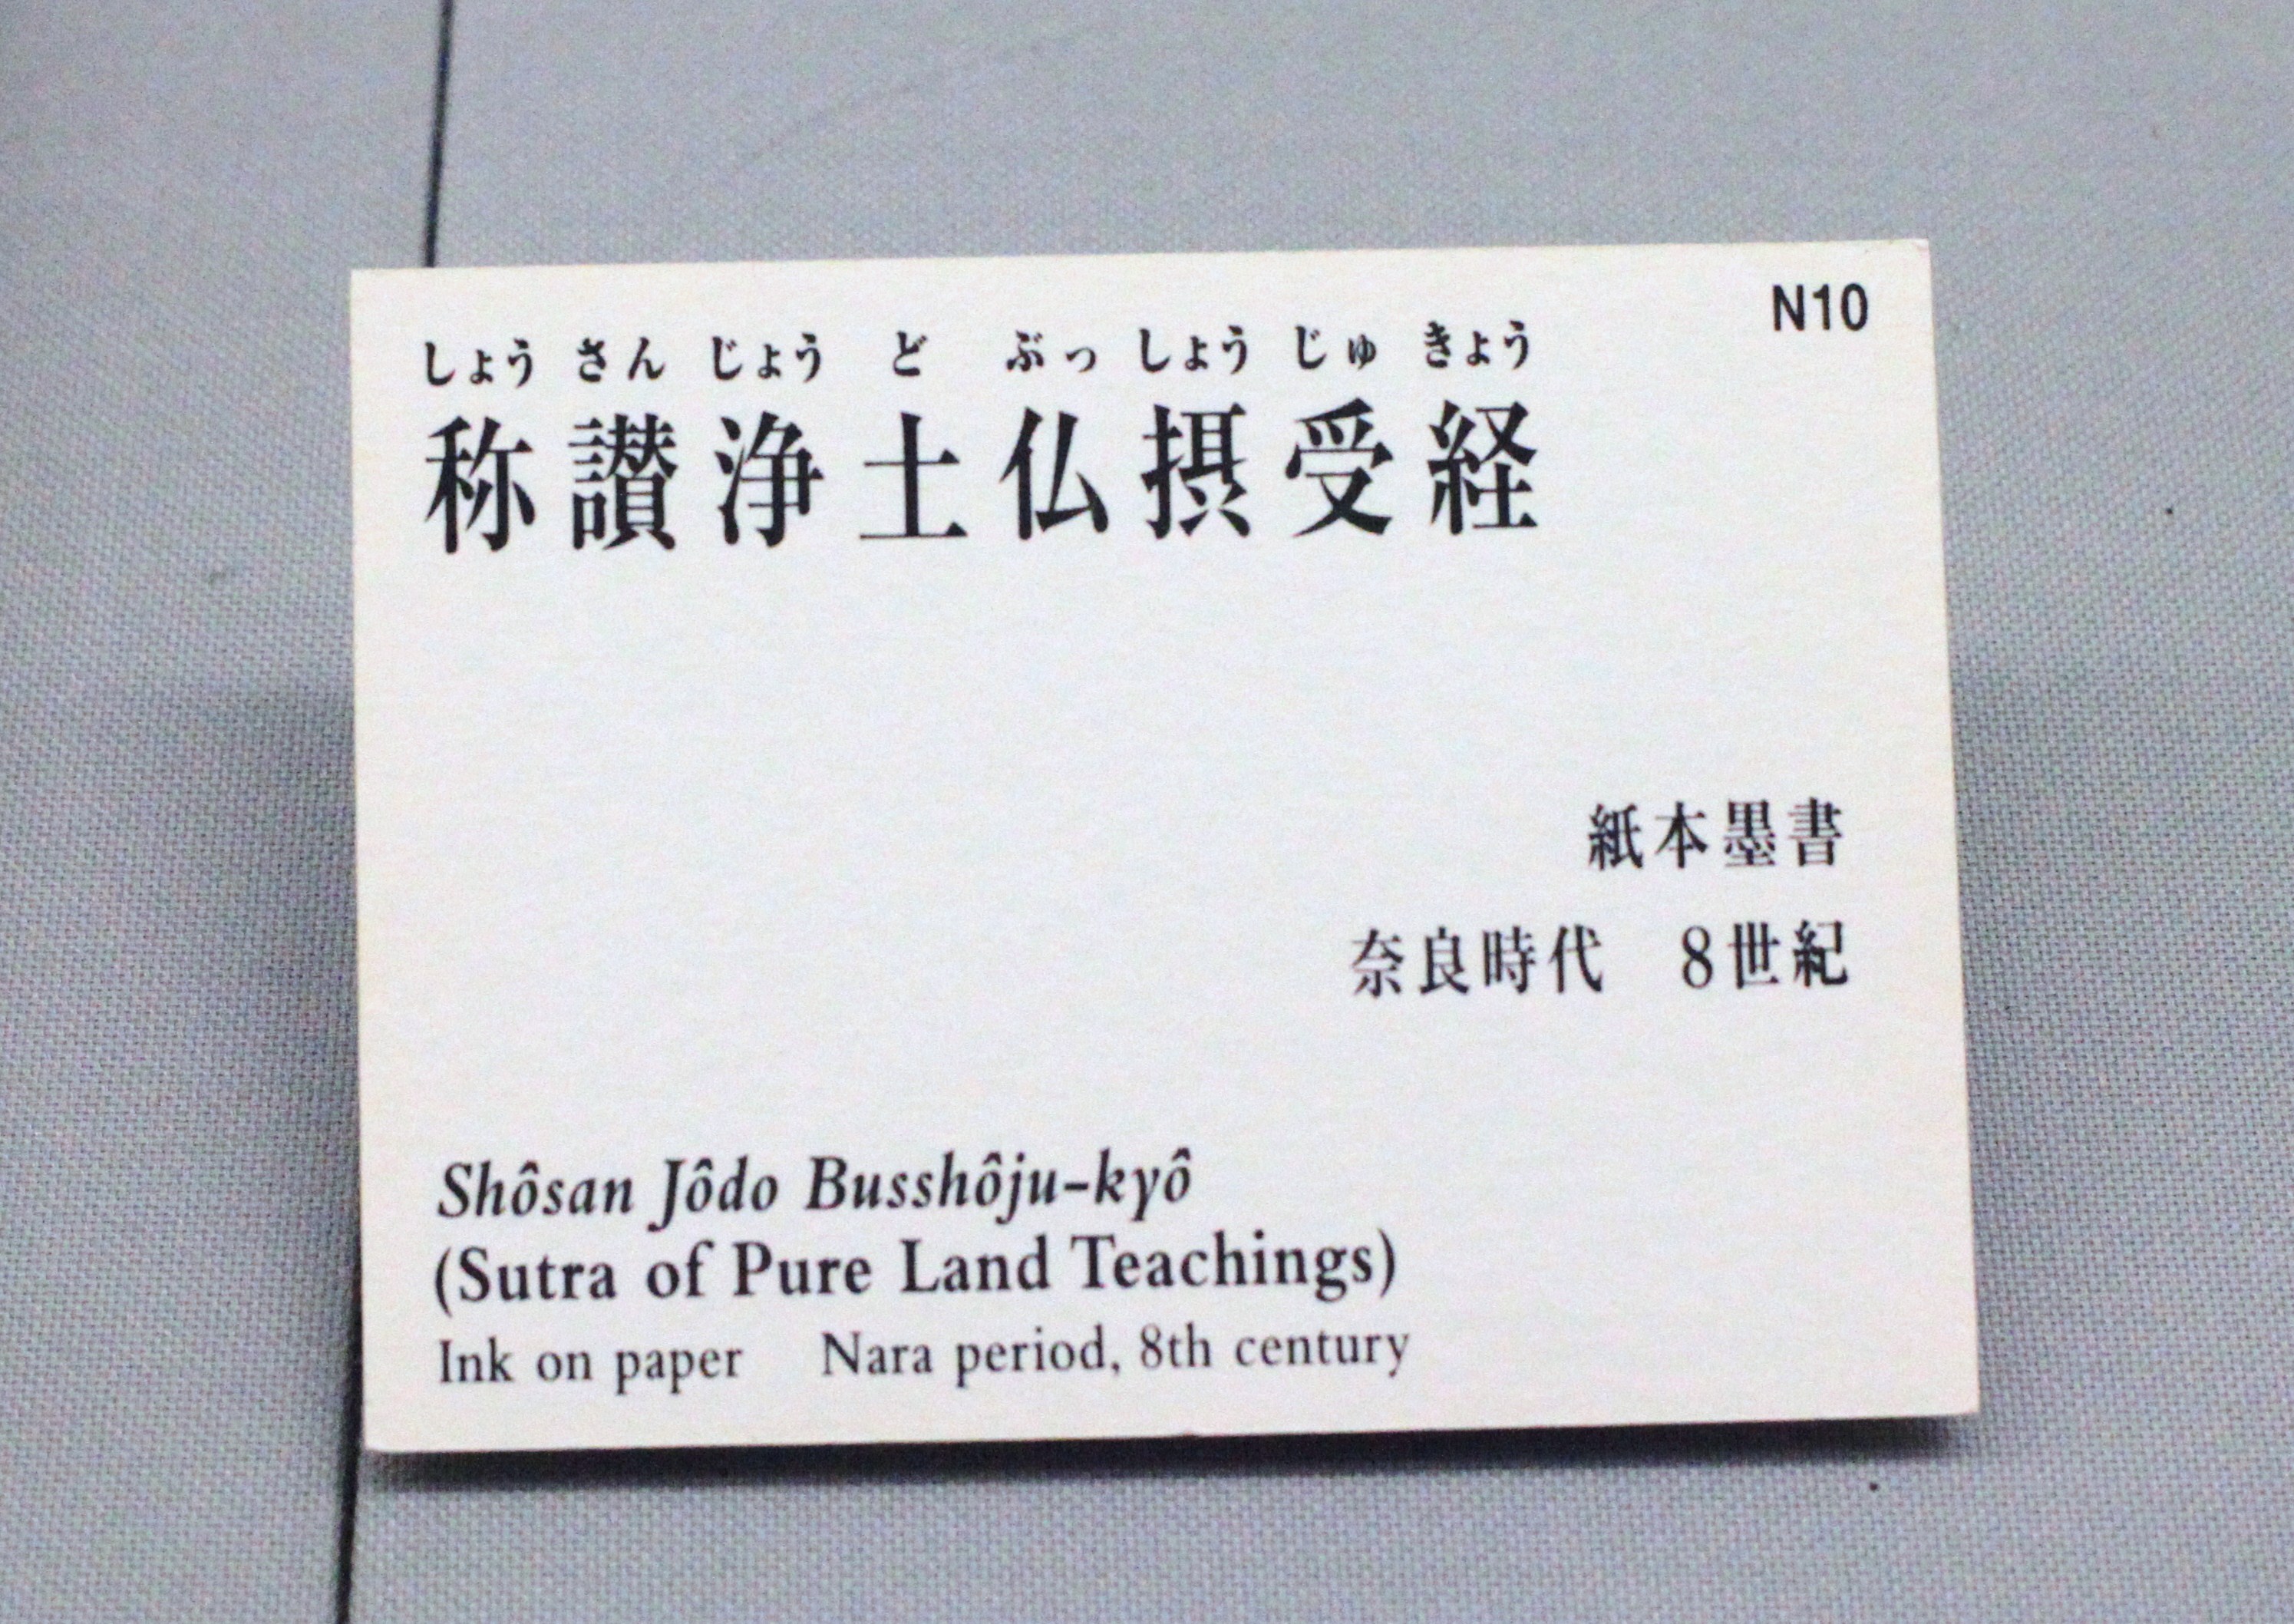 N10
しょう さん じょう ど ぶっ しょう じゅ きょう
称讃浄土仏摂受経
紙本墨書
奈良時代　8世紀
Shôsan Jôdo Busshôju-kyô
(Sutra of Pure Land Teachings)
Ink on paper　Nara period, 8th century